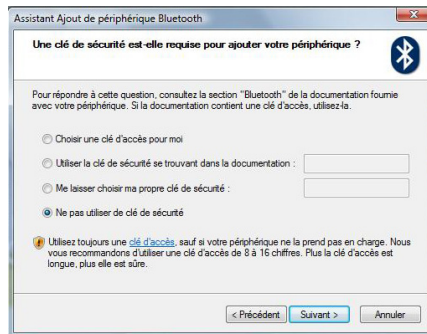 Assistant Ajout de périphérique Bluetooth
Une clé de sécurité est-elle requise pour ajouter votre périphérique ?
Pour répondre à cette question, consultez la section "Bluetooth" de la documentation fournie
avec votre périphérique. Si la documentation contient une clé d'accès, utilisez-la.
Choisir une clé d'accès pour moi
Utiliser la clé de sécurité se trouvant dans la documentation :
Me laisser choisir ma propre clé de sécurité :
Ne pas utiliser de clé de sécurité
Utilisez toujours une clé d'accès, sauf si votre périphérique ne la prend pas en charge. Nous
vous recommandons d'utiliser une clé d'accès de 8 à 16 chiffres. Plus la clé d'accès est
longue, plus elle est sûre.
< Précédent Suivant > Annuler